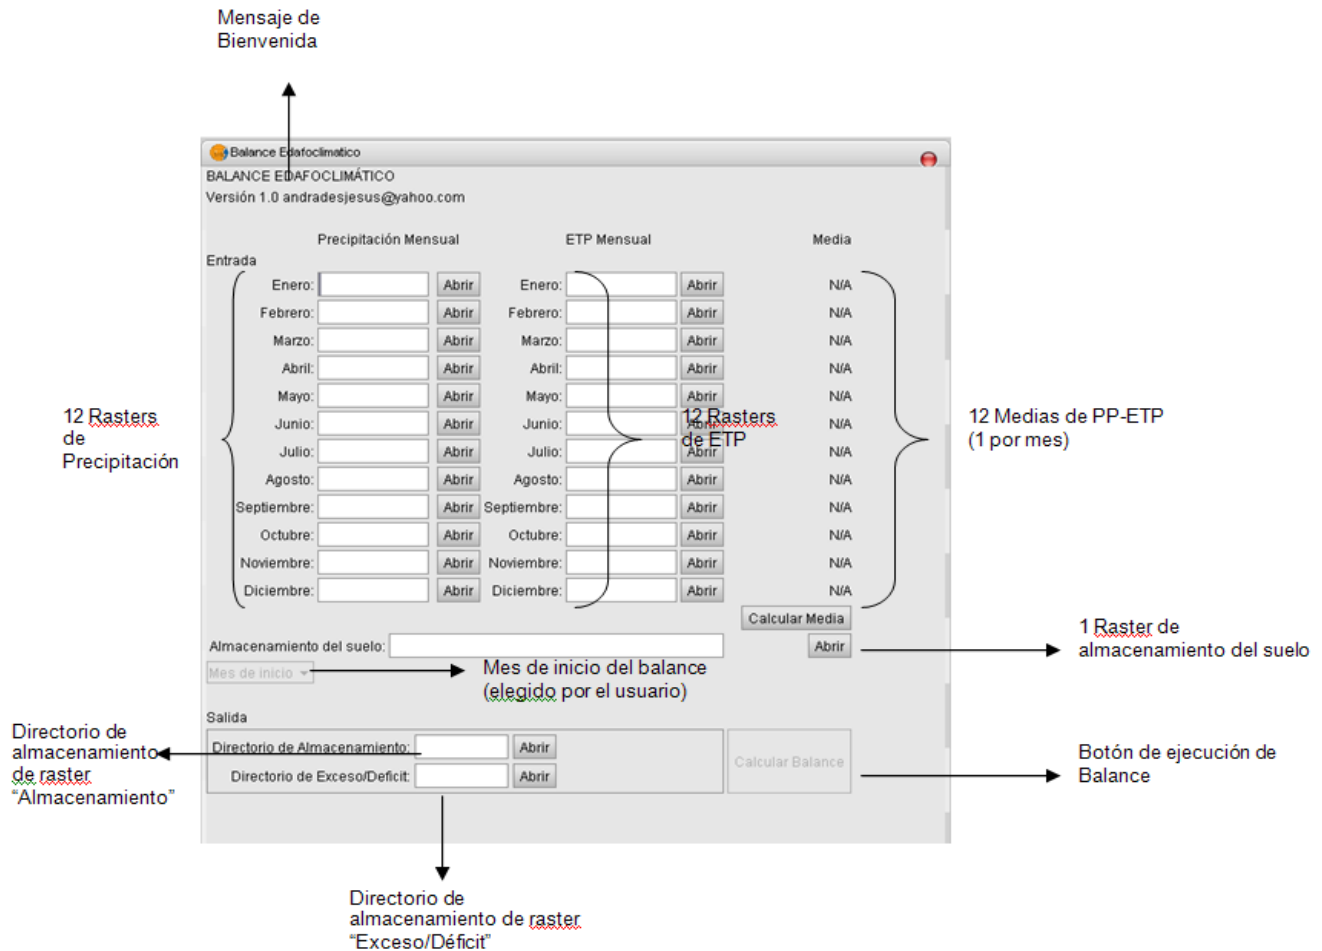 Mensaje de
Bienvenida
Balance Edafoclimatico
BALANCE EDAFOCLIMÁTICO
Versión 1.0 andradesjesus@yahoo.com
Precipitación Mensual ETP Mensual Media
Entrada
Enero: Abrir Enero: Abrir N/A
Febrero: Abrir Febrero: Abrir N/A
Marzo: Abrir Marzo: Abrir N/A
Abril: Abrir Abril: Abrir N/A
Mayo: Abrir Mayo: Abrir N/A
Junio: Abrir Junio: Abrir N/A
Julio: Abrir Julio: Abrir N/A
Agosto: Abrir Agosto: Abrir N/A
Septiembre: Abrir Septiembre: Abrir N/A
Octubre: Abrir Octubre: Abrir N/A
Noviembre: Abrir Noviembre: Abrir N/A
Diciembre: Abrir Diciembre: Abrir N/A
12 Rasters
de
Precipitación
12 Rasters
de ETP
12 Medias de PP-ETP
(1 por mes)
Calcular Media
Almacenamiento del suelo: Abrir
1 Raster de
almacenamiento del suelo
Mes de inicio
Mes de inicio del balance
(elegido por el usuario)
Salida
Directorio de Almacenamiento: Abrir
Directorio de Exceso/Deficit: Abrir
Calcular Balance
Directorio de
almacenamiento
de raster
“Almacenamiento”
Botón de ejecución de
Balance
Directorio de
almacenamiento de raster
“Exceso/Déficit”